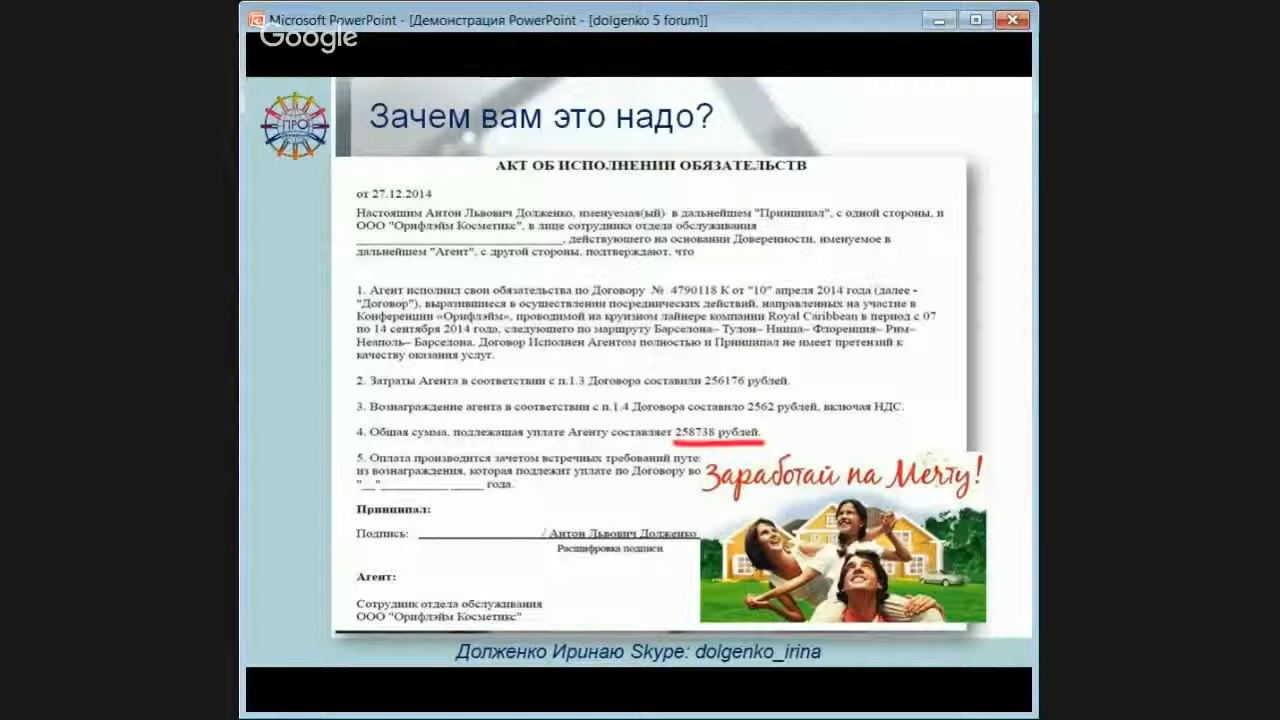 Microsoft PowerPoint - [Демонстрация PowerPoint - [dolgenko 5 forum]]
Google
ПРО
Зачем вам это надо?
АКТ ОБ ИСПОЛНЕНИИ ОБЯЗАТЕЛЬСТВ
от 27.12.2014
Настоящим Антон Львович Долженко, именуемая(ый) в дальнейшем "Принципал", с одной стороны, и
ООО "Орифлэйм Косметикс", в лице сотрудника отдела обслуживания
______________________________, действующего на основании Доверенности, именуемое в
дальнейшем "Агент", с другой стороны, подтверждают, что
1. Агент исполнил свои обязательства по Договору № 4790118 К от "10" апреля 2014 года (далее -
"Договор"), выразившиеся в осуществлении посреднических действий, направленных на участие в
Конференции «Орифлэйм», проводимой на круизном лайнере компании Royal Caribbean в период с 07
по 14 сентября 2014 года, следующего по маршруту Барселона– Тулон– Ницца– Флоренция– Рим–
Неаполь– Барселона. Договор Исполнен Агентом полностью и Принципал не имеет претензий к
качеству оказания услуг.
2. Затраты Агента в соответствии с п.1.3 Договора составили 256176 рублей.
3. Вознаграждение агента в соответствии с п.1.4 Договора составило 2562 рублей, включая НДС.
4. Общая сумма, подлежащая уплате Агенту составляет 258738 рублей.
5. Оплата производится зачетом встречных требований путе
из вознаграждения, которая подлежит уплате по Договору во
"__"__________ _____ года.
Заработай на Мечту!
Принципал:
Подпись: __________________/ Антон Львович Долженко
Расшифровка подписи
Агент:
Сотрудник отдела обслуживания
ООО "Орифлэйм Косметикс"
Долженко Иринаю Skype: dolgenko_irina